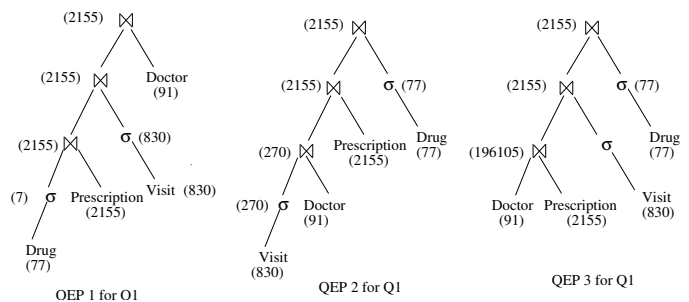 (2155) ⋈
(2155) ⋈
Doctor
(91)
(2155) ⋈
σ (830)
(7) σ
Prescription
(2155)
Visit (830)
Drug
(77)
QEP 1 for Q1
(2155) ⋈
(2155) ⋈
σ (77)
(270) ⋈
Prescription
(2155)
Drug
(77)
(270) σ
Doctor
(91)
Visit
(830)
QEP 2 for Q1
(2155) ⋈
(2155) ⋈
σ (77)
(196105) ⋈
σ
Drug
(77)
Doctor
(91)
Prescription
(2155)
Visit
(830)
QEP 3 for Q1